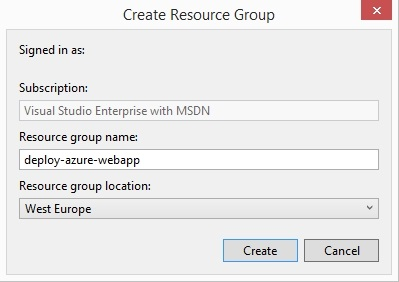 Create Resource Group
Signed in as:
Subscription:
Visual Studio Enterprise with MSDN
Resource group name:
deploy-azure-webapp
Resource group location:
West Europe
Create
Cancel